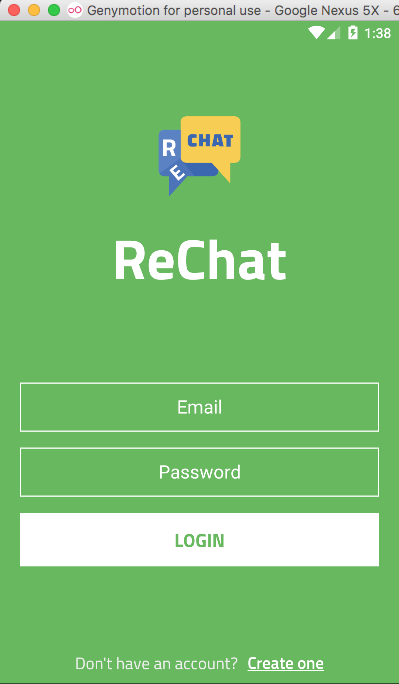 Genymotion for personal use - Google Nexus 5X - 6
1:38
R
E
CHAT
ReChat
Email
Password
LOGIN
Don't have an account? Create one